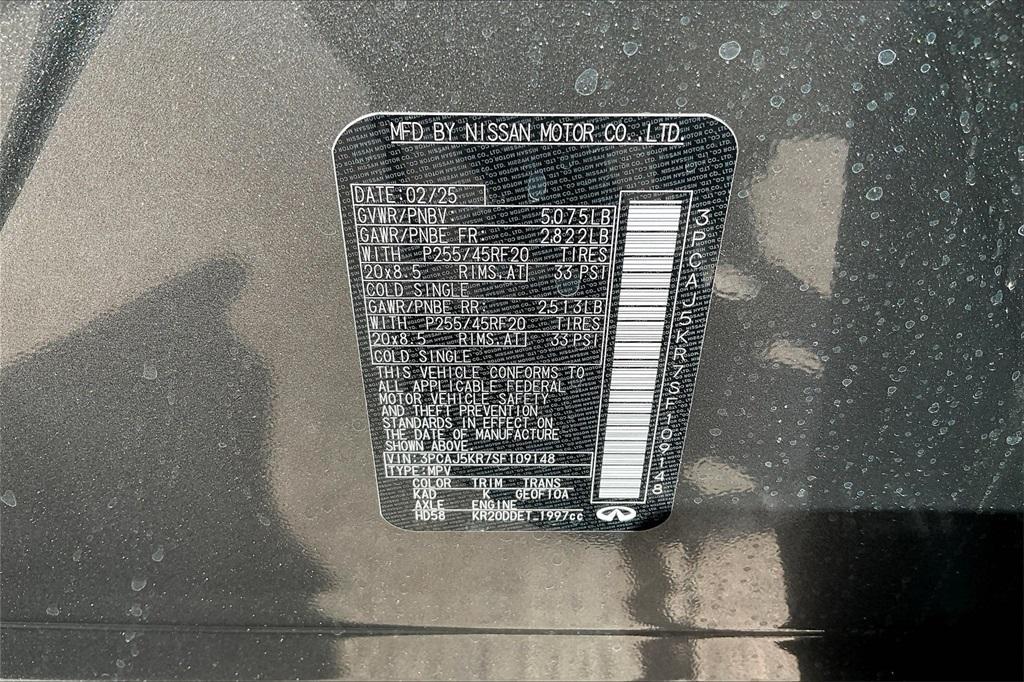 MFD BY NISSAN MOTOR CO.,LTD.
DATE:02/25
GVWR/PNBV: 5075LB
GAWR/PNBE FR: 2822LB
WITH P255/45RF20 TIRES
20x8.5 RIMS,AT 33 PSI
COLD SINGLE
GAWR/PNBE RR: 2513LB
WITH P255/45RF20 TIRES
20x8.5 RIMS,AT 33 PSI
COLD SINGLE
THIS VEHICLE CONFORMS TO
ALL APPLICABLE FEDERAL
MOTOR VEHICLE SAFETY
AND THEFT PREVENTION
STANDARDS IN EFFECT ON
THE DATE OF MANUFACTURE
SHOWN ABOVE.
VIN:3PCAJ5KR7SF109148
TYPE:MPV
COLOR TRIM TRANS
KAD K GE0F10A
AXLE ENGINE
HD58 KR20DDET 1997cc
3PCAJ5KR7SF109148